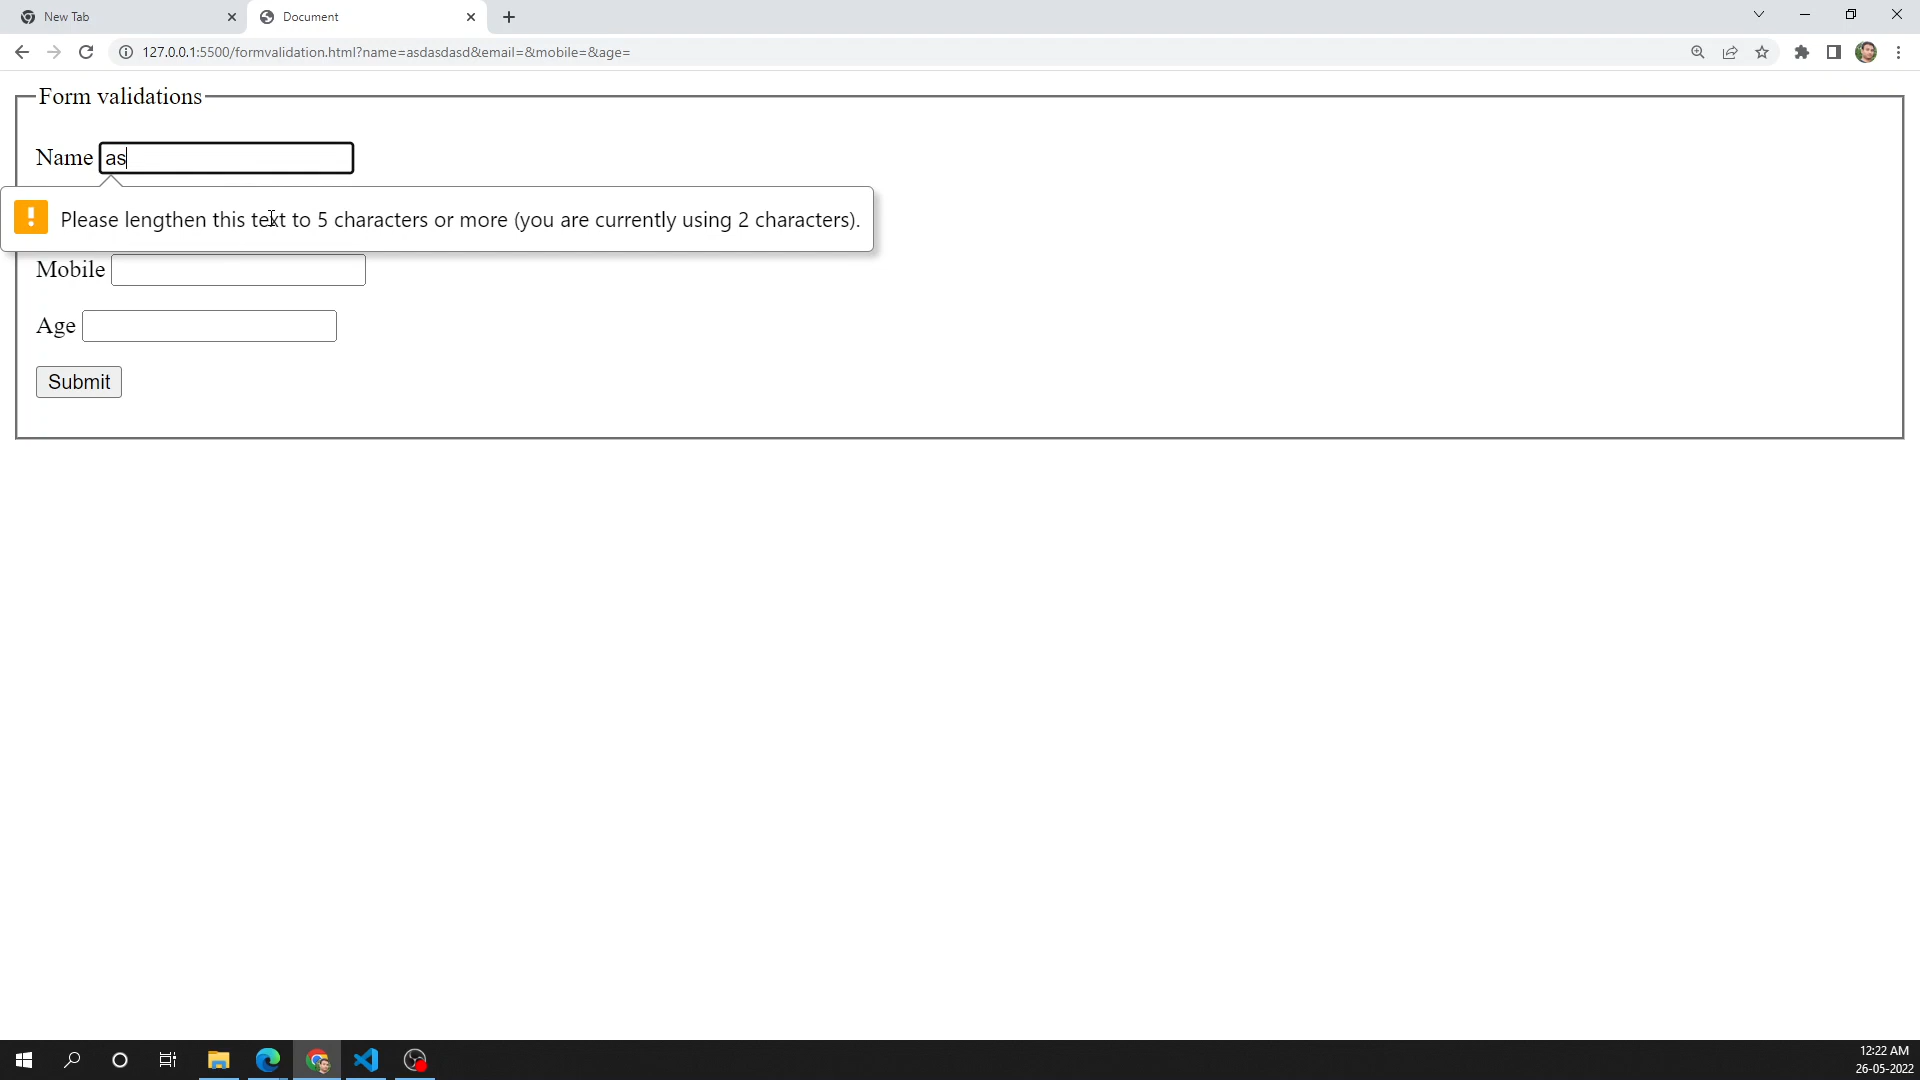 New Tab
Document
127.0.0.1:5500/formvalidation.html?name=asdasdasd&email=&mobile=&age=
Form validations
Name as
Please lengthen this text to 5 characters or more (you are currently using 2 characters).
Mobile
Age
Submit
12:22 AM
26-05-2022